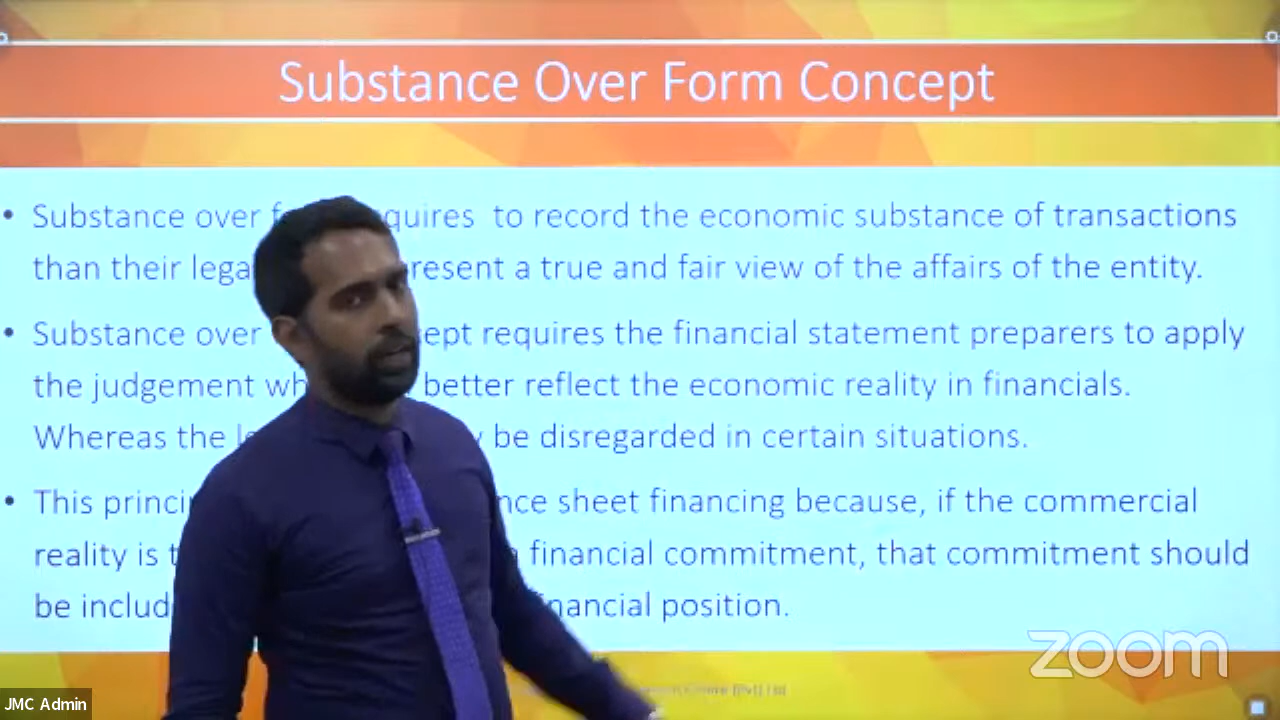 Substance Over Form Concept
• Substance over quires to record the economic substance of transactions
than their lega resent a true and fair view of the affairs of the entity.
• Substance over ept requires the financial statement preparers to apply
the judgement wh better reflect the economic reality in financials.
Whereas the be disregarded in certain situations.
• This princi nce sheet financing because, if the commercial
reality is financial commitment, that commitment should
be includ nancial position.
zoom
JMC Admin